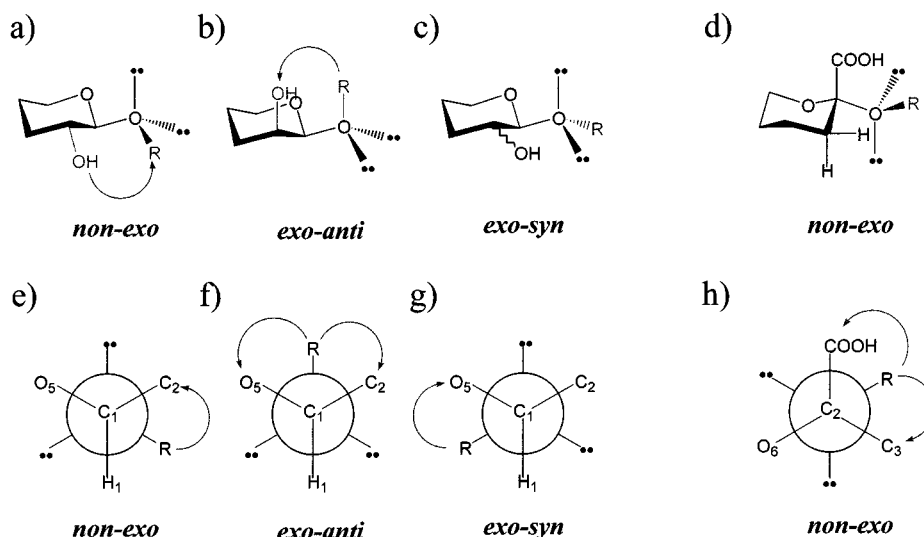 a) b) c) d)
OH R O COOH
O O O O O O R O O R
OH R OH H
H
non-exo exo-anti exo-syn non-exo
e) f) g) h)
R COOH
O5 C2 O5 C2 O5 C2 R
C1 C1 C1 C2
R R O6 C3
H1 H1 H1
non-exo exo-anti exo-syn non-exo